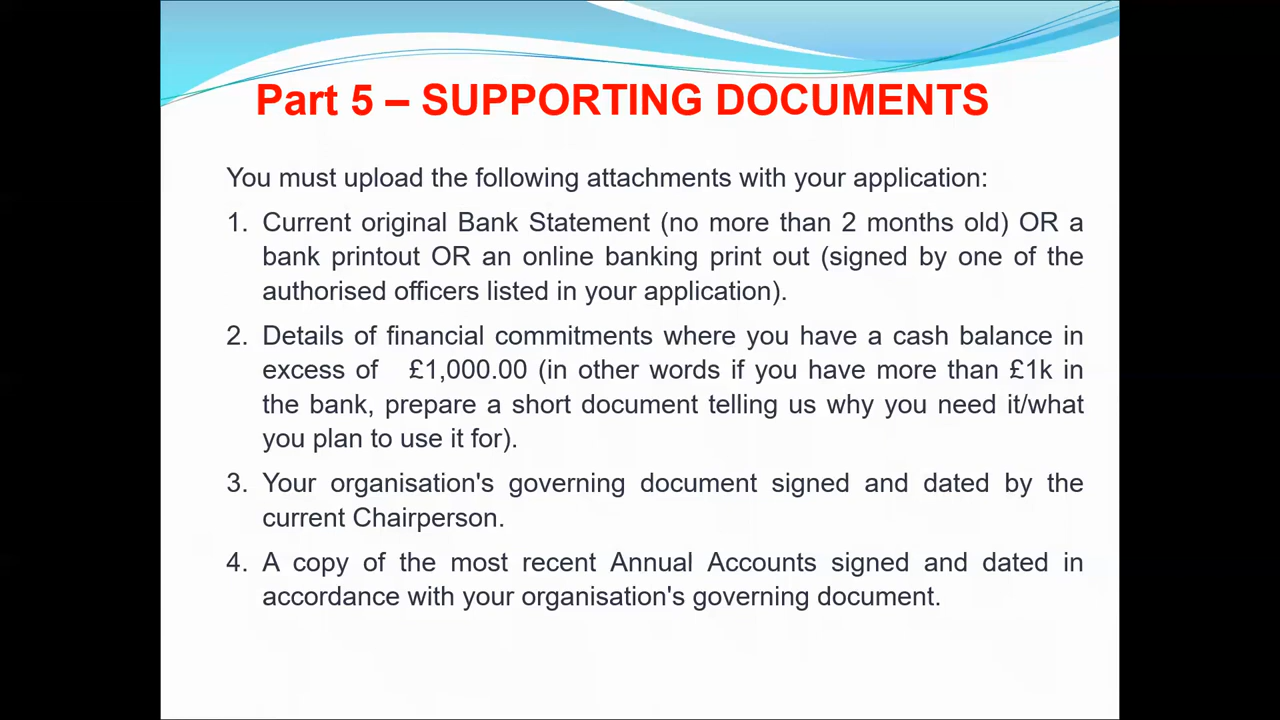 Part 5 – SUPPORTING DOCUMENTS
You must upload the following attachments with your application:
1. Current original Bank Statement (no more than 2 months old) OR a
bank printout OR an online banking print out (signed by one of the
authorised officers listed in your application).
2. Details of financial commitments where you have a cash balance in
excess of £1,000.00 (in other words if you have more than £1k in
the bank, prepare a short document telling us why you need it/what
you plan to use it for).
3. Your organisation's governing document signed and dated by the
current Chairperson.
4. A copy of the most recent Annual Accounts signed and dated in
accordance with your organisation's governing document.